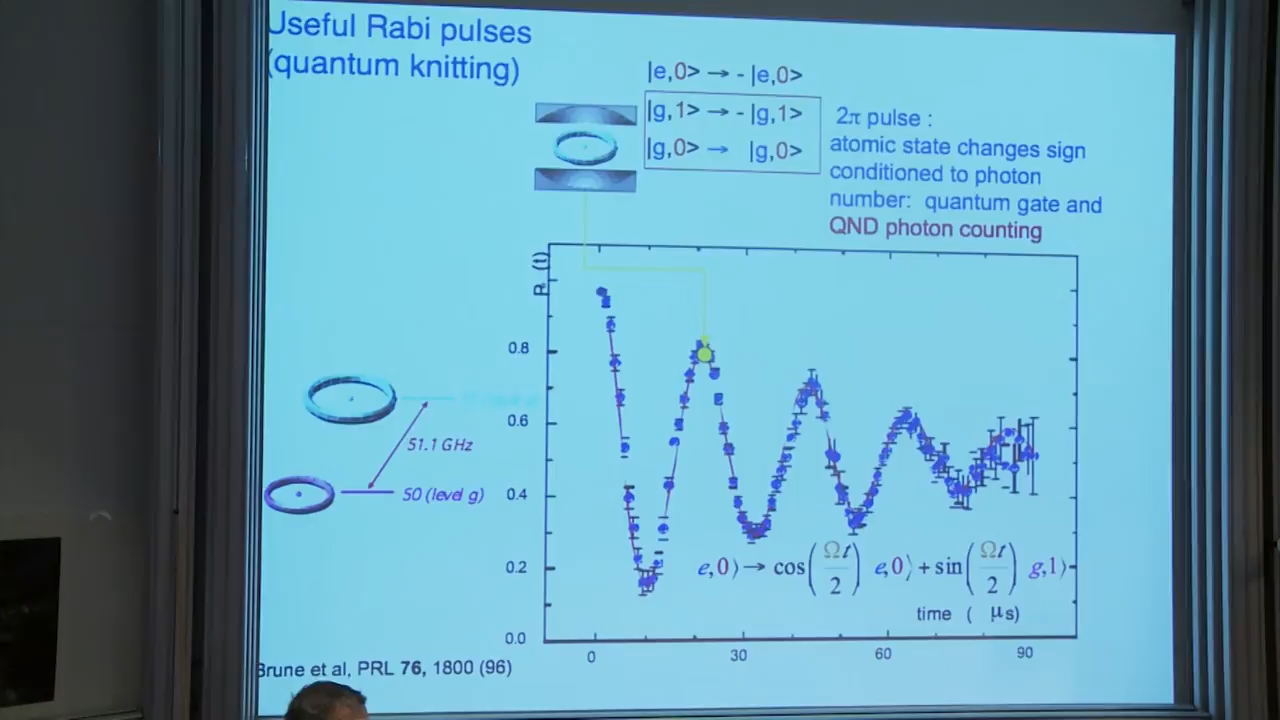 Useful Rabi pulses
(quantum knitting)
|e,0> → - |e,0>
|g,1> → - |g,1>
|g,0> → |g,0>
2π pulse :
atomic state changes sign
conditioned to photon
number: quantum gate and
QND photon counting
0.8
0.6
0.4
0.2
0.0
0 30 60 90
time ( μs)
e,0⟩→ cos(Ωt/2) e,0⟩ + sin(Ωt/2) g,1⟩
51.1 GHz
50 (level g)
Brune et al, PRL 76, 1800 (96)